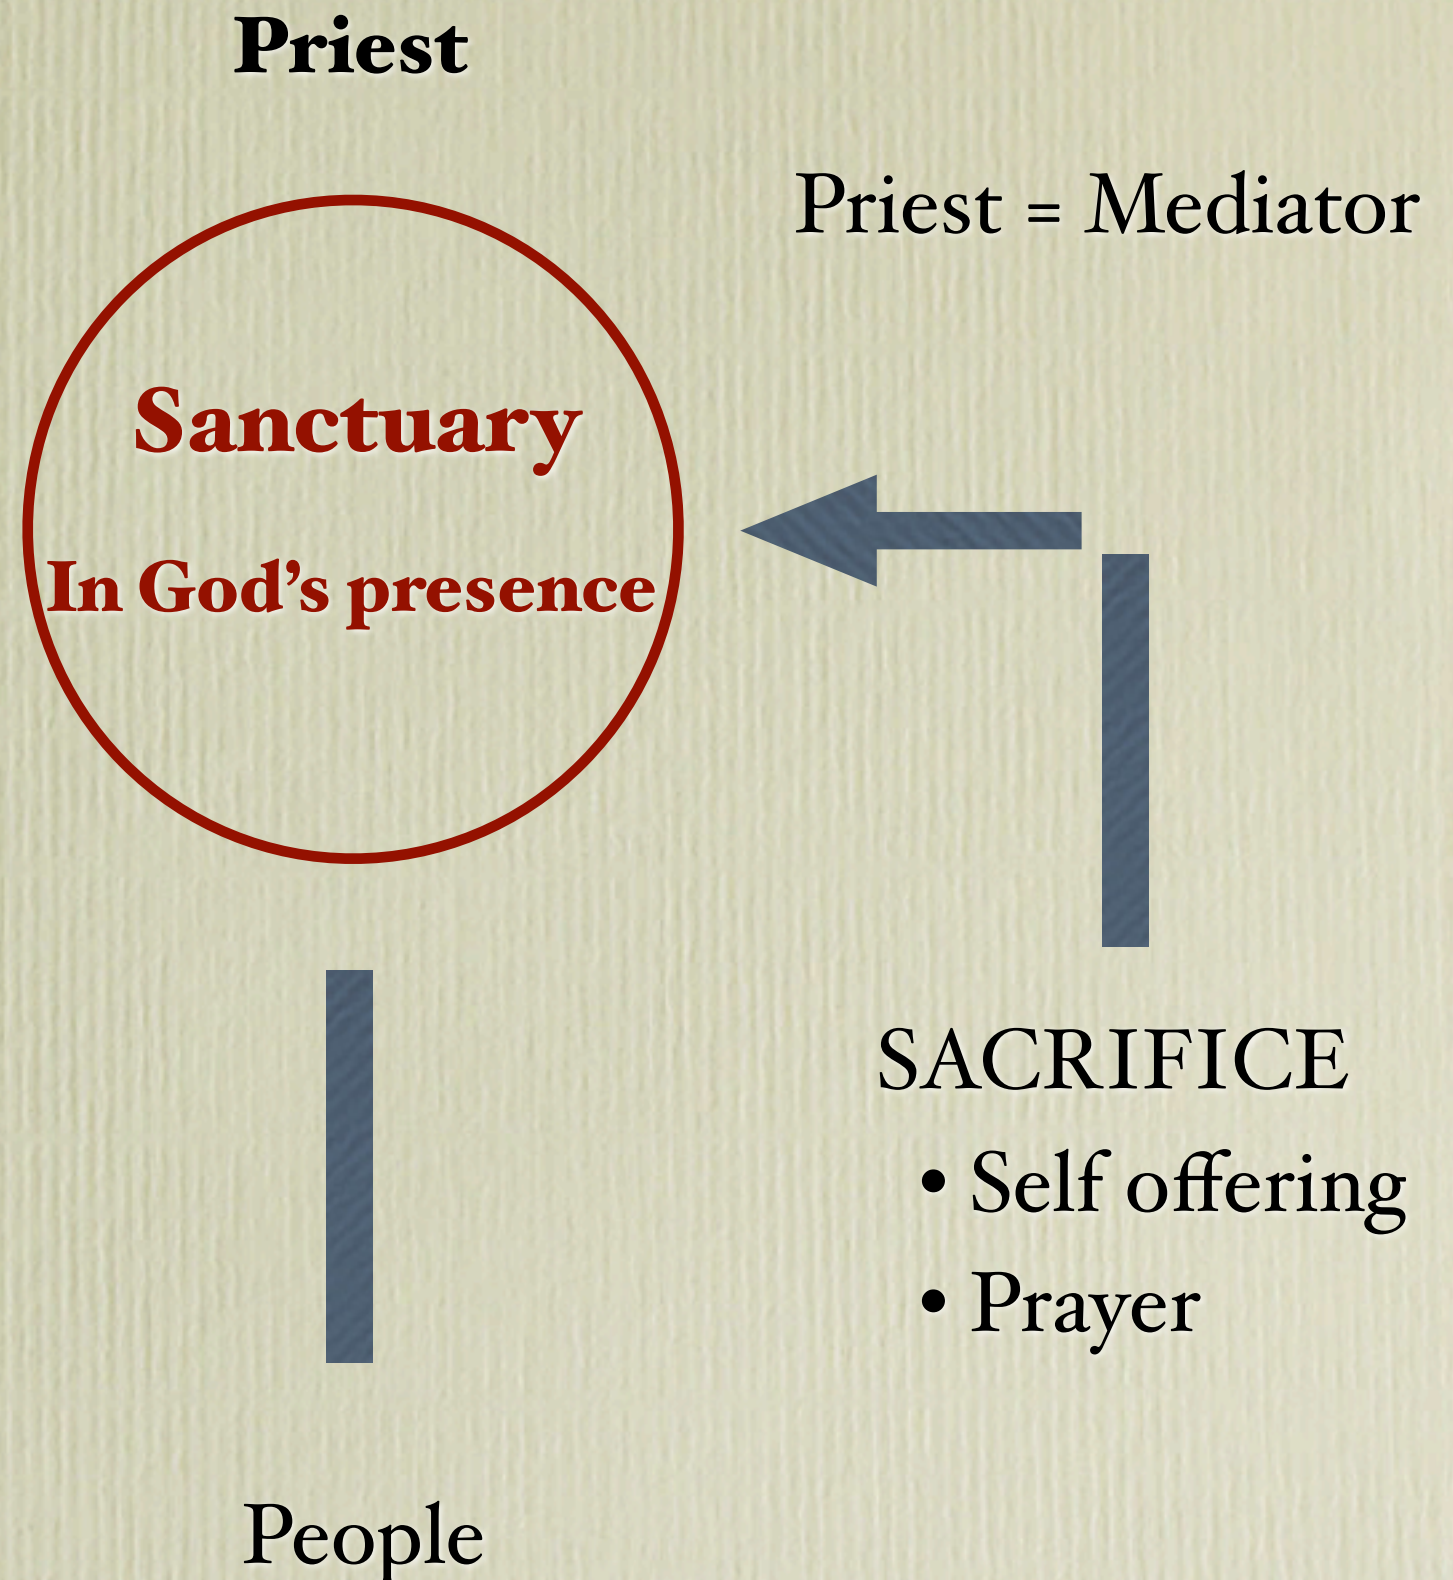 Priest
Priest = Mediator
Sanctuary
In God’s presence
SACRIFICE
• Self offering
• Prayer
People